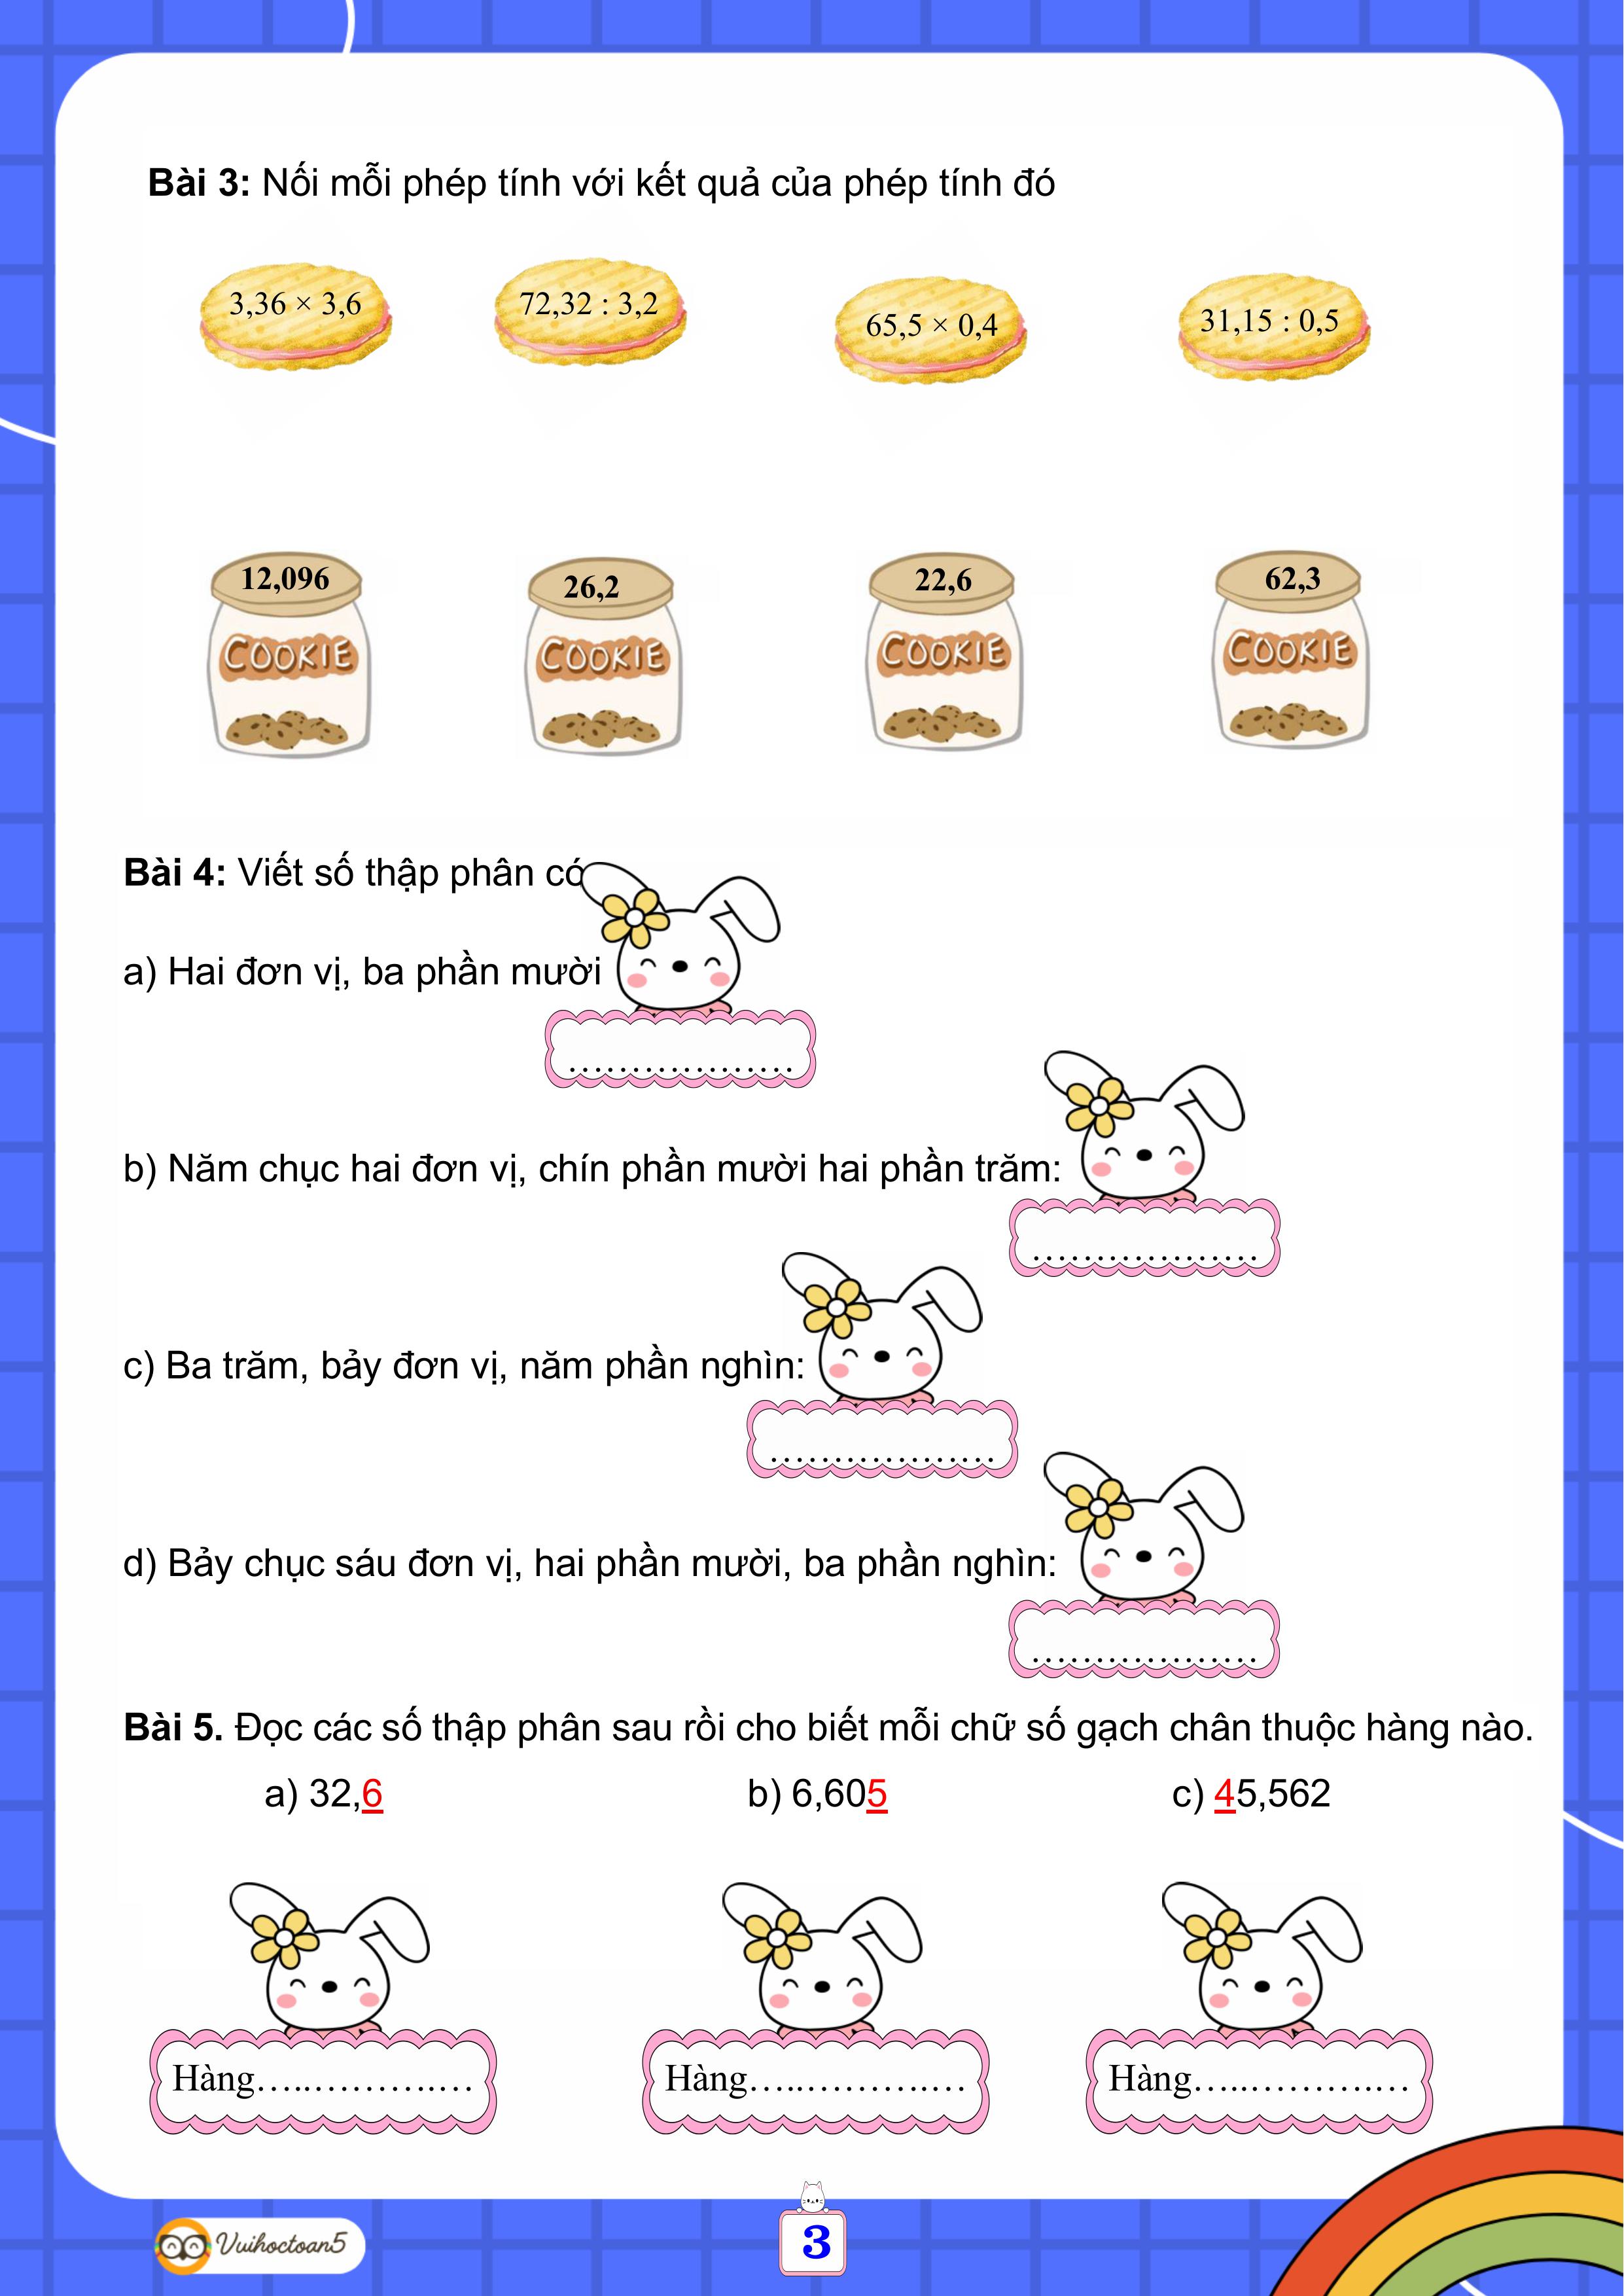 Bài 3: Nối mỗi phép tính với kết quả của phép tính đó
3,36 × 3,6
72,32 : 3,2
65,5 × 0,4
31,15 : 0,5
12,096
26,2
22,6
62,3
COOKIE
COOKIE
COOKIE
COOKIE
Bài 4: Viết số thập phân có
a) Hai đơn vị, ba phần mười
..................
b) Năm chục hai đơn vị, chín phần mười hai phần trăm:
..................
c) Ba trăm, bảy đơn vị, năm phần nghìn:
..................
d) Bảy chục sáu đơn vị, hai phần mười, ba phần nghìn:
..................
Bài 5. Đọc các số thập phân sau rồi cho biết mỗi chữ số gạch chân thuộc hàng nào.
a) 32,6
b) 6,605
c) 45,562
Hàng………………
Hàng………………
Hàng………………
Vuihoctoan5
3